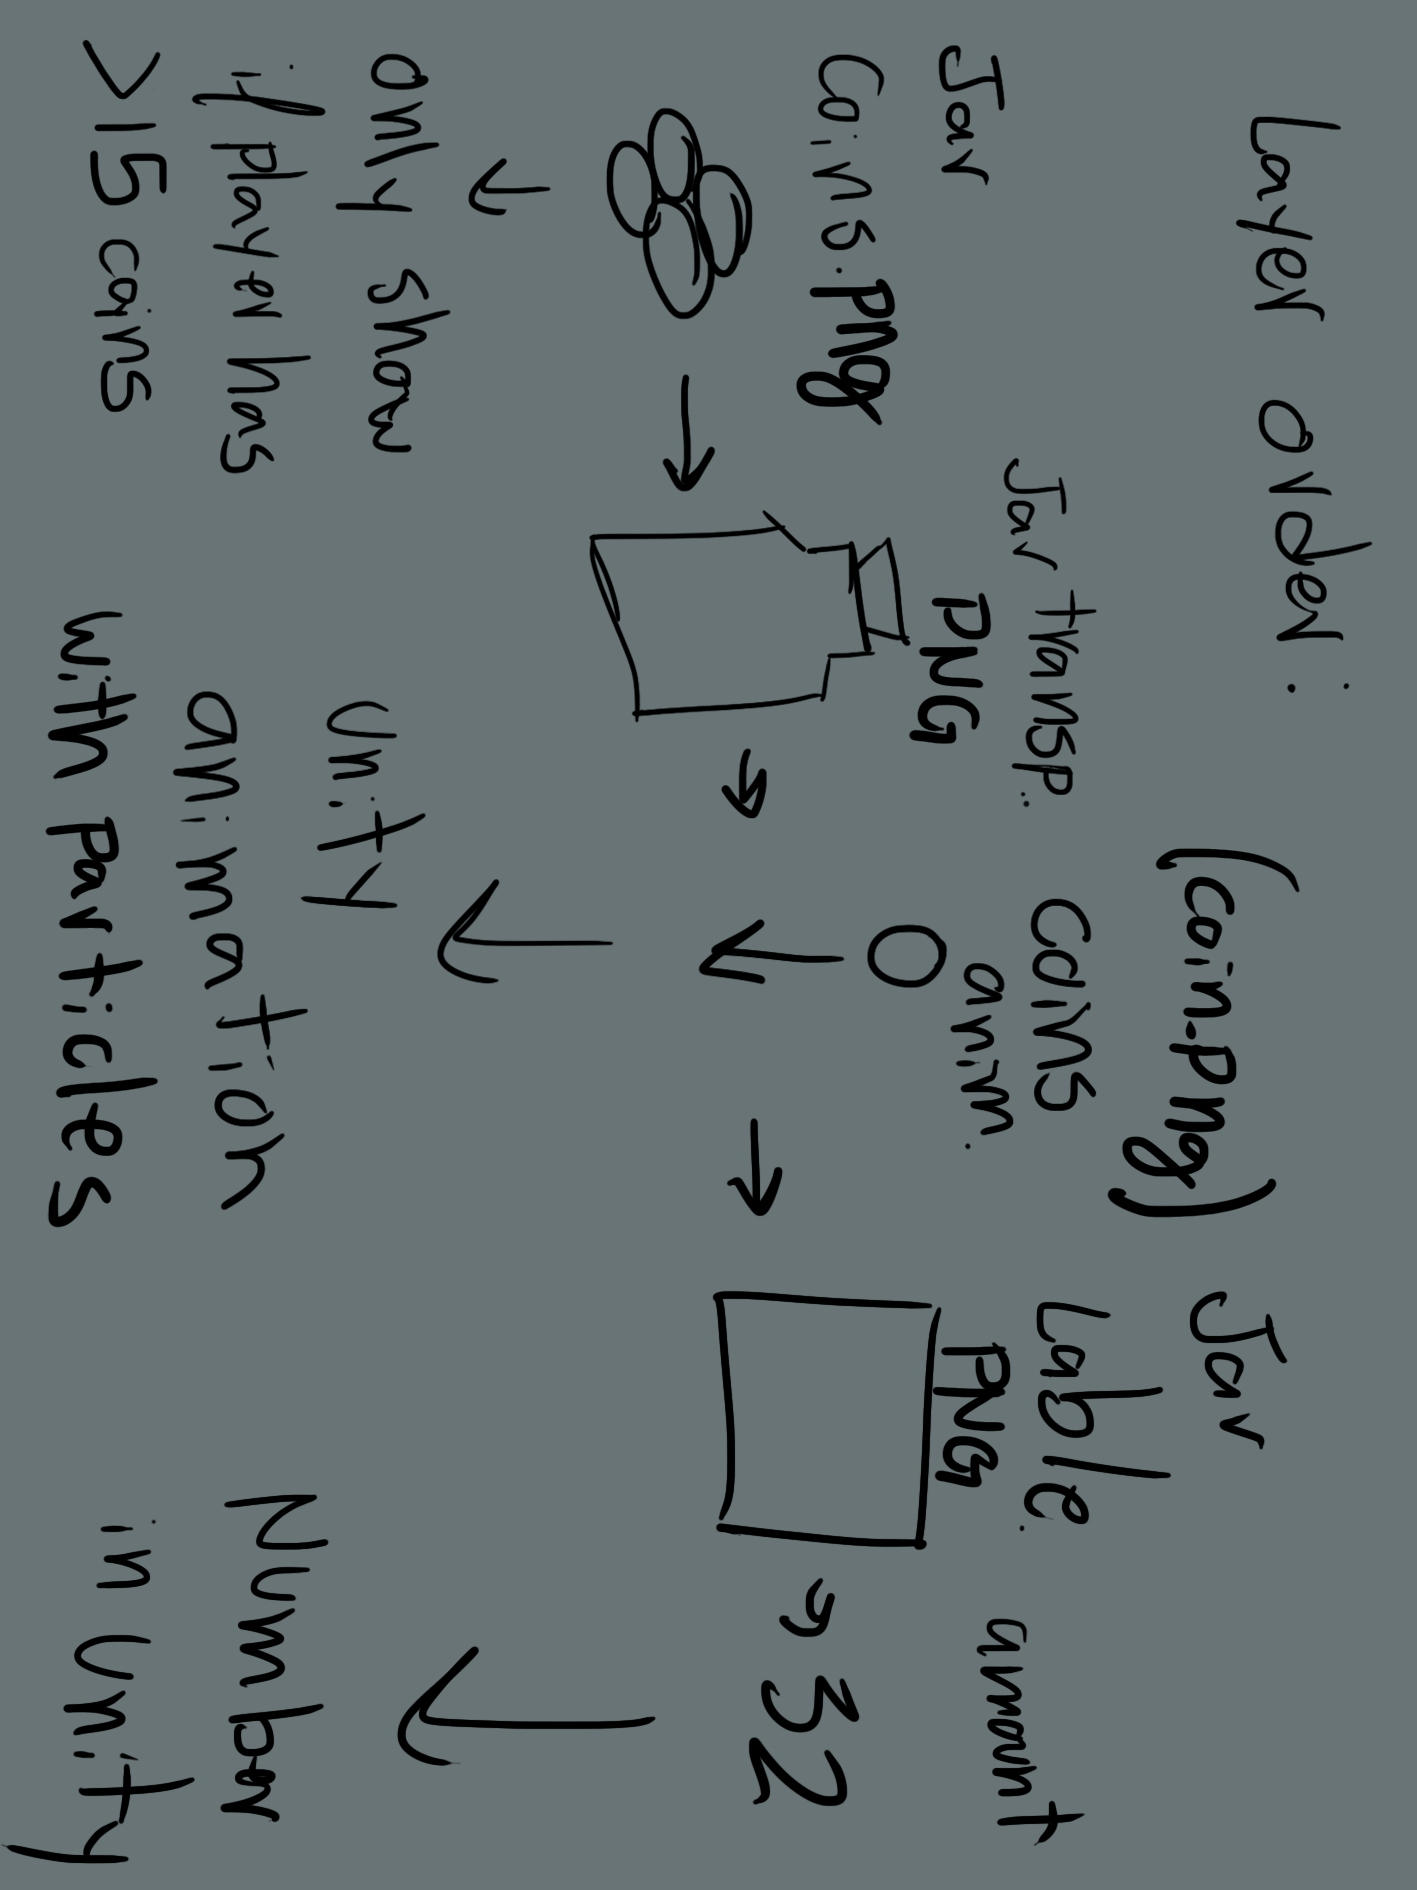 Layer order:
Jar
Coins.png
only show
if player has
>15 coins
Jar transp.
PNG
Unity
animation
with particles
(coin.png)
Coins
anim.
Jar
Lable.
PNG
amount
32
Number
in Unity